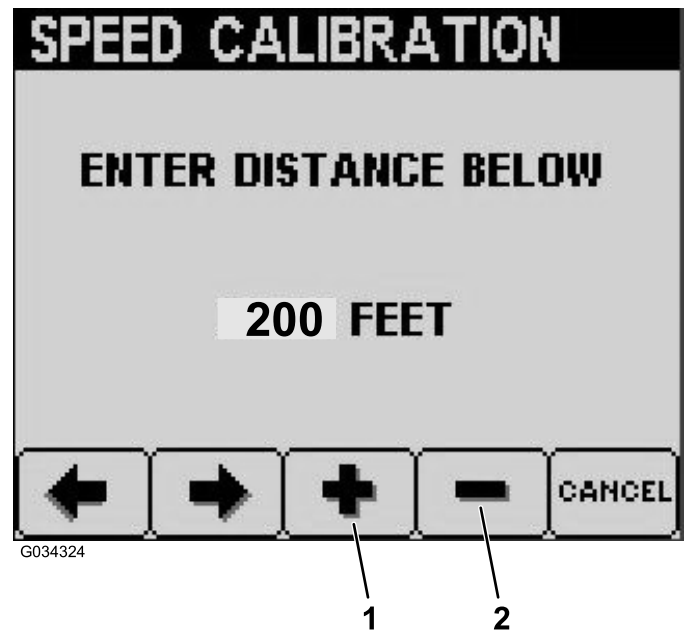 SPEED CALIBRATION
ENTER DISTANCE BELOW
200 FEET
CANCEL
G034324
1 2